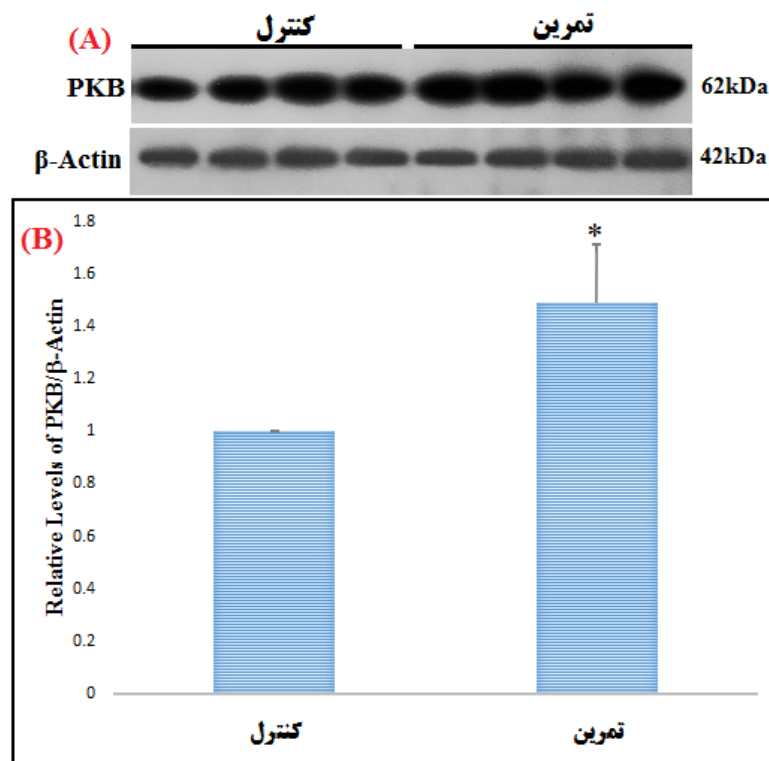 (A) کنترل تمرین
PKB 62kDa
β-Actin 42kDa
(B)
Relative Levels of PKB/β-Actin
1.8
1.6
1.4
1.2
1
0.8
0.6
0.4
0.2
0
*
کنترل تمرین